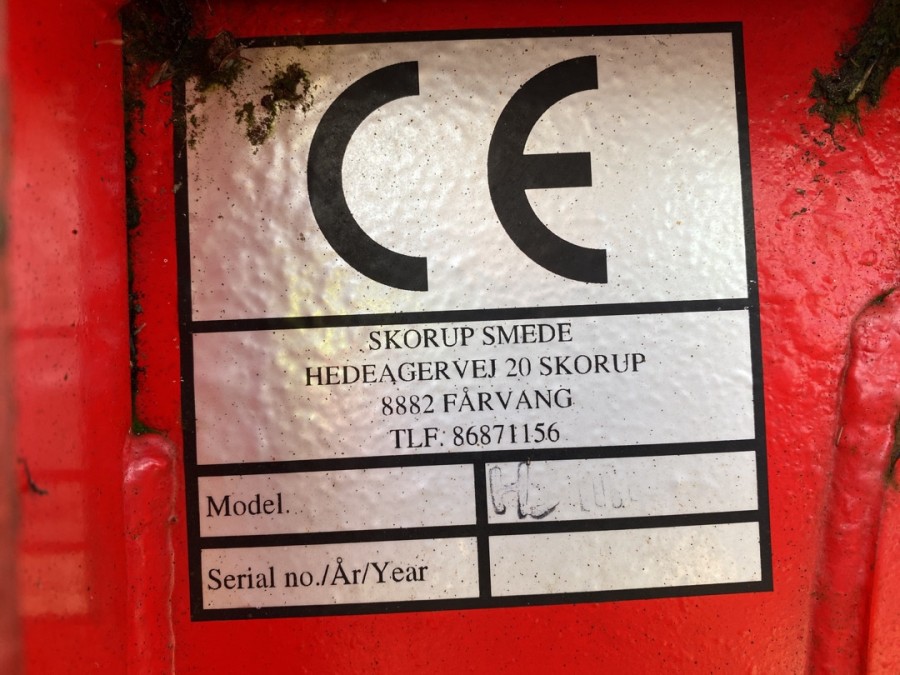 CE
SKORUP SMEDE
HEDEAGERVEJ 20 SKORUP
8882 FÅRVANG
TLF. 86871156
Model.
Serial no./År/Year